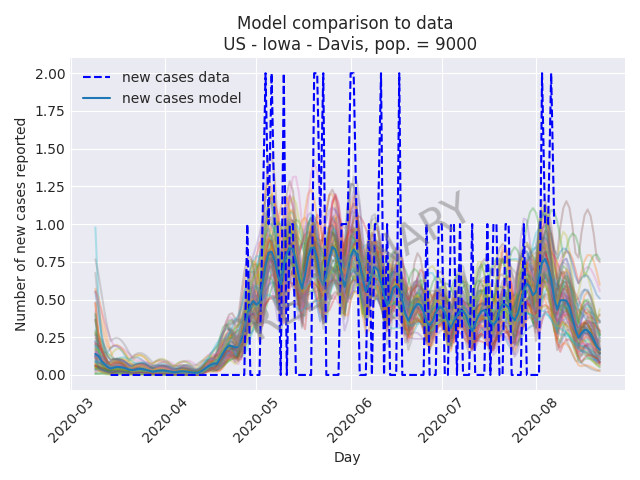 Model comparison to data
US - Iowa - Davis, pop. = 9000
Number of new cases reported
2.00
1.75
1.50
1.25
1.00
0.75
0.50
0.25
0.00
new cases data
new cases model
2020-03
2020-04
2020-05
2020-06
2020-07
2020-08
Day